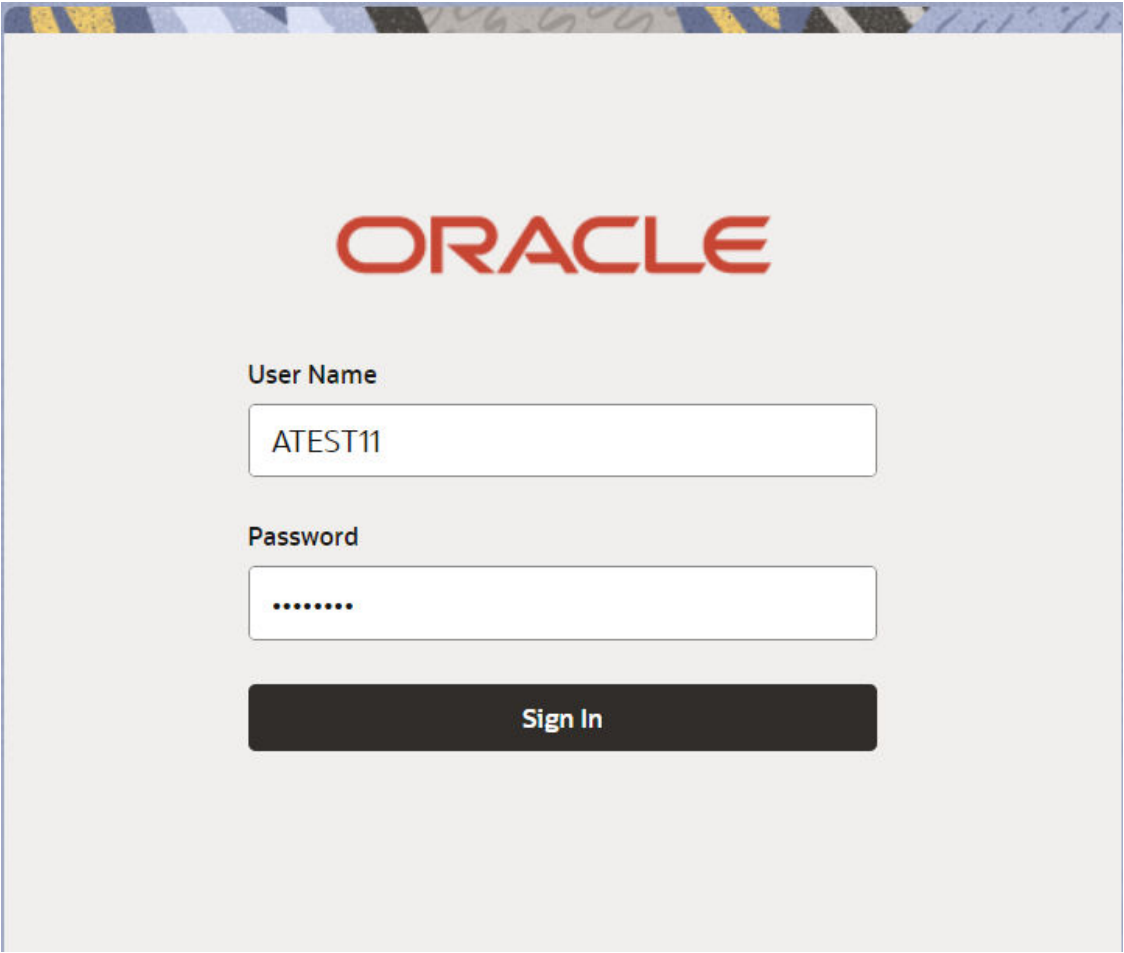 ORACLE
User Name
ATEST11
Password
••••••••
Sign In